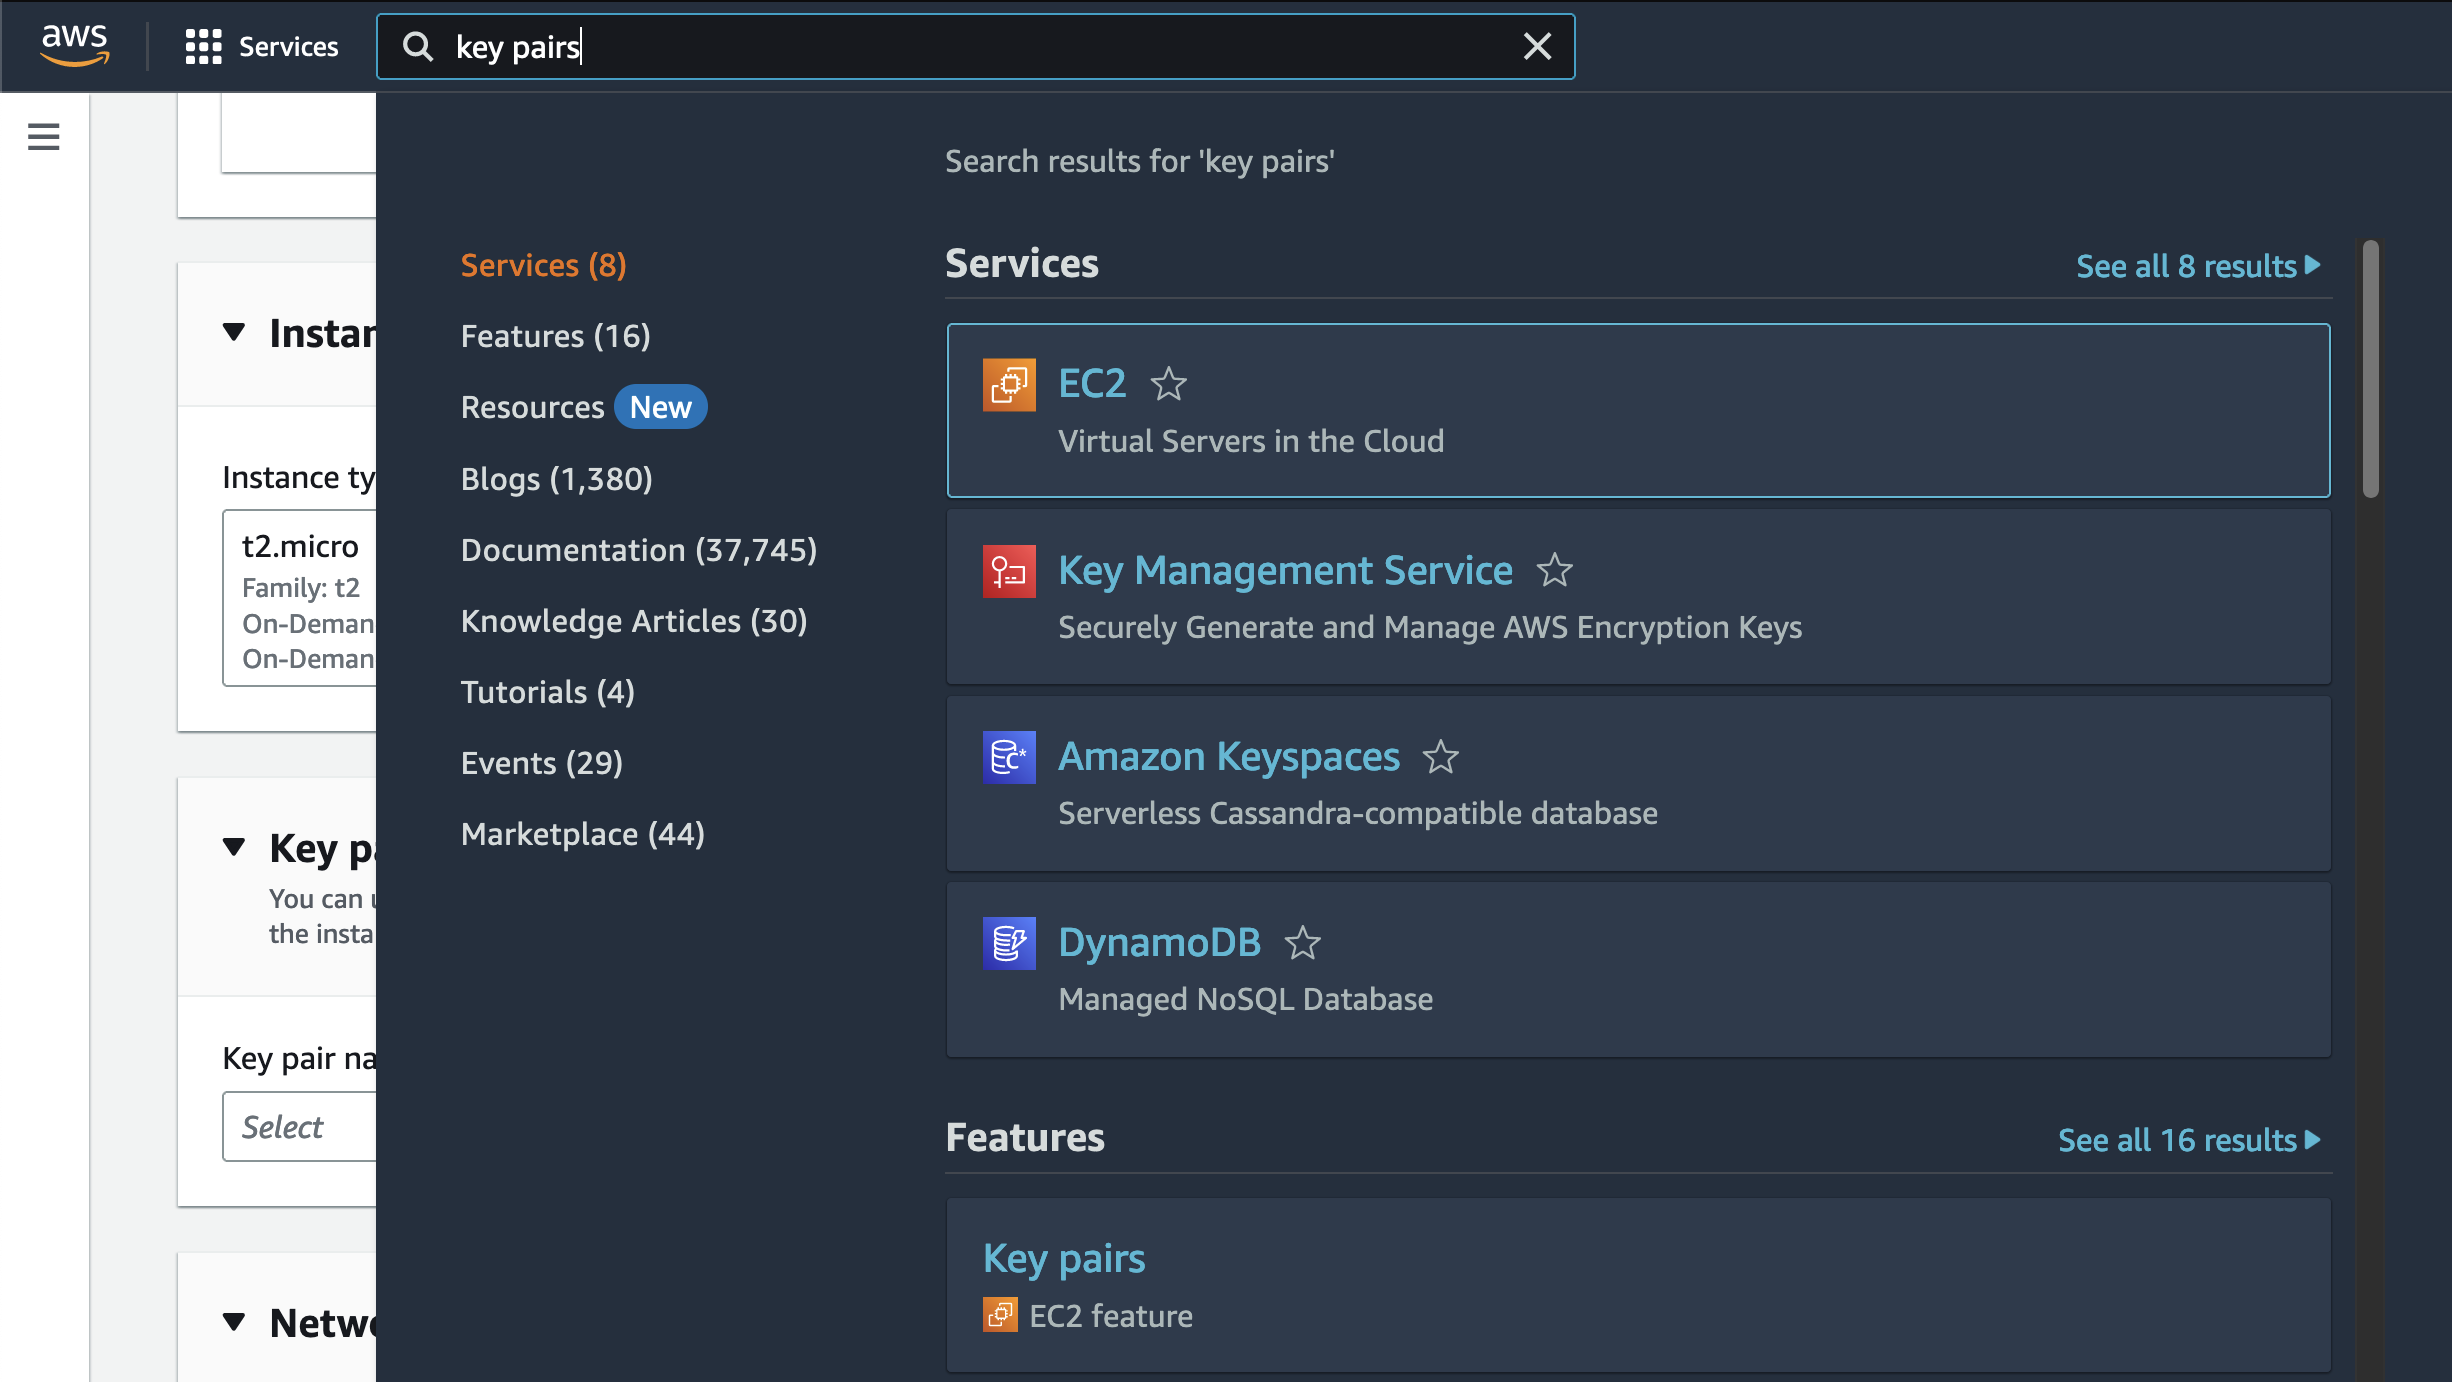 aws
Services
key pairs
Search results for 'key pairs'
Services (8)
Features (16)
Resources New
Blogs (1,380)
Documentation (37,745)
Knowledge Articles (30)
Tutorials (4)
Events (29)
Marketplace (44)
Services
See all 8 results
EC2
Virtual Servers in the Cloud
Key Management Service
Securely Generate and Manage AWS Encryption Keys
Amazon Keyspaces
Serverless Cassandra-compatible database
DynamoDB
Managed NoSQL Database
Features
See all 16 results
Key pairs
EC2 feature
Instan
Instance ty
t2.micro
Family: t2
On-Deman
On-Deman
Key pa
You can u
the insta
Key pair na
Select
Netwo